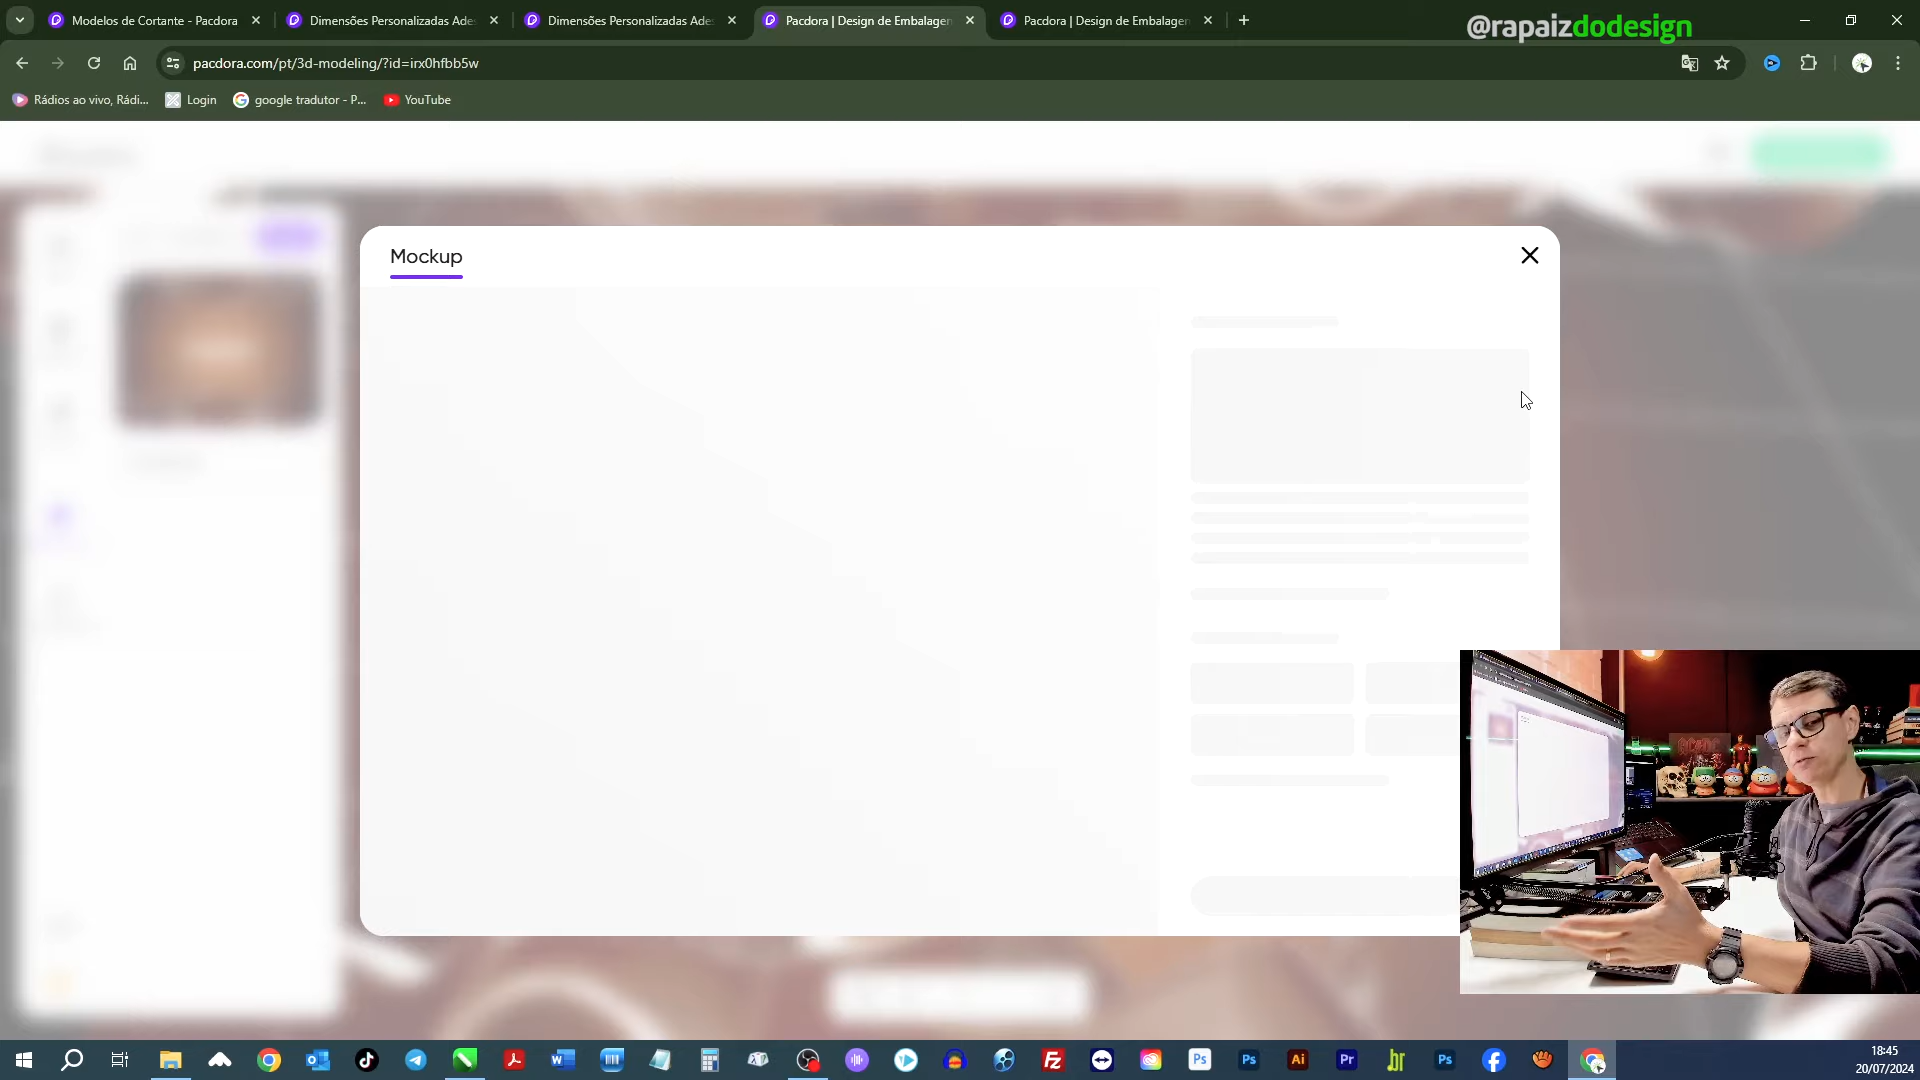 Modelos de Cortante - Pacdora
Dimensões Personalizadas Ade
Dimensões Personalizadas Ade
Pacdora | Design de Embalagen
Pacdora | Design de Embalagen
@rapaizdodesign
pacdora.com/pt/3d-modeling/?id=irx0hfbb5w
Rádios ao vivo, Rádi...
Login
google tradutor - P...
YouTube
Mockup
18:45
20/07/2024